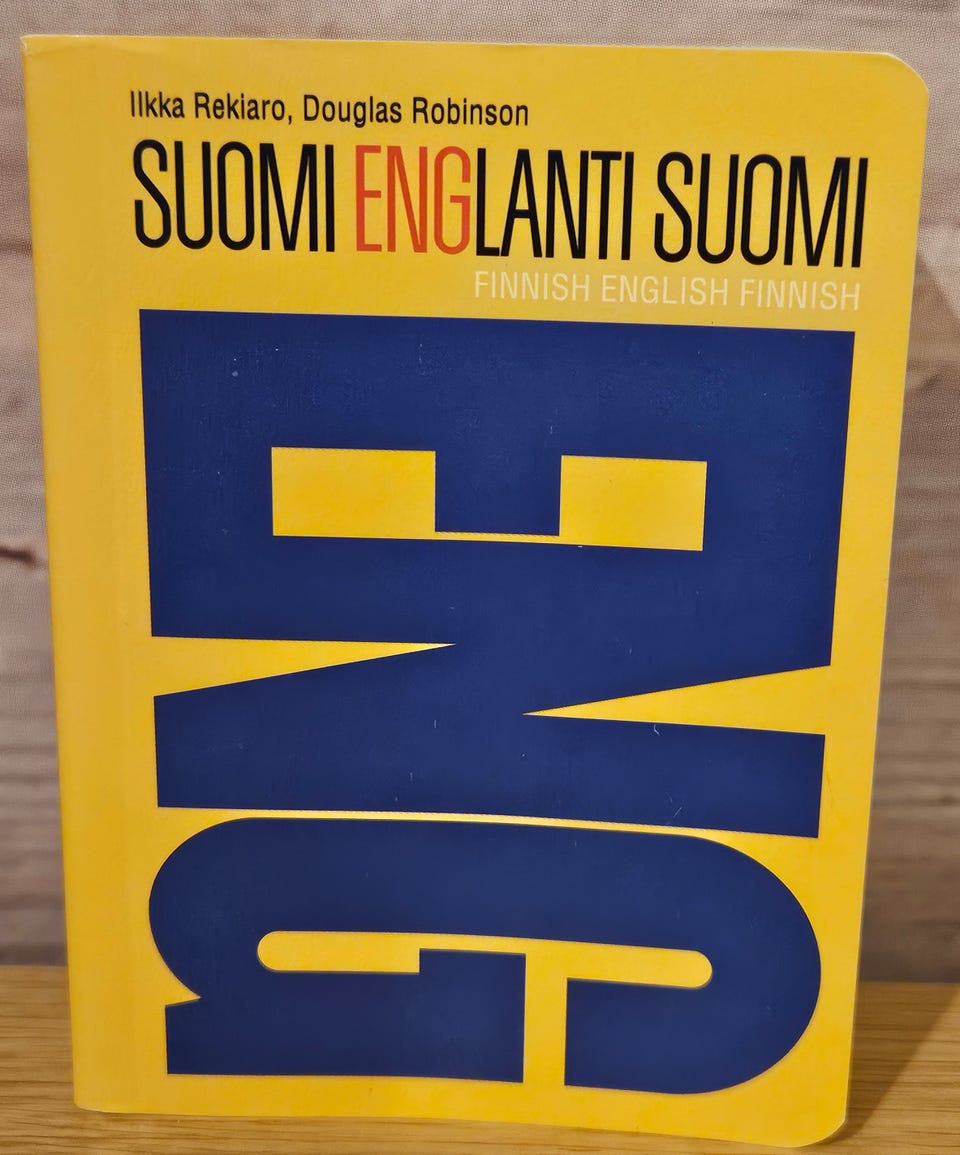 Ilkka Rekiaro, Douglas Robinson
SUOMI ENGLANTI SUOMI
FINNISH ENGLISH FINNISH
ENG